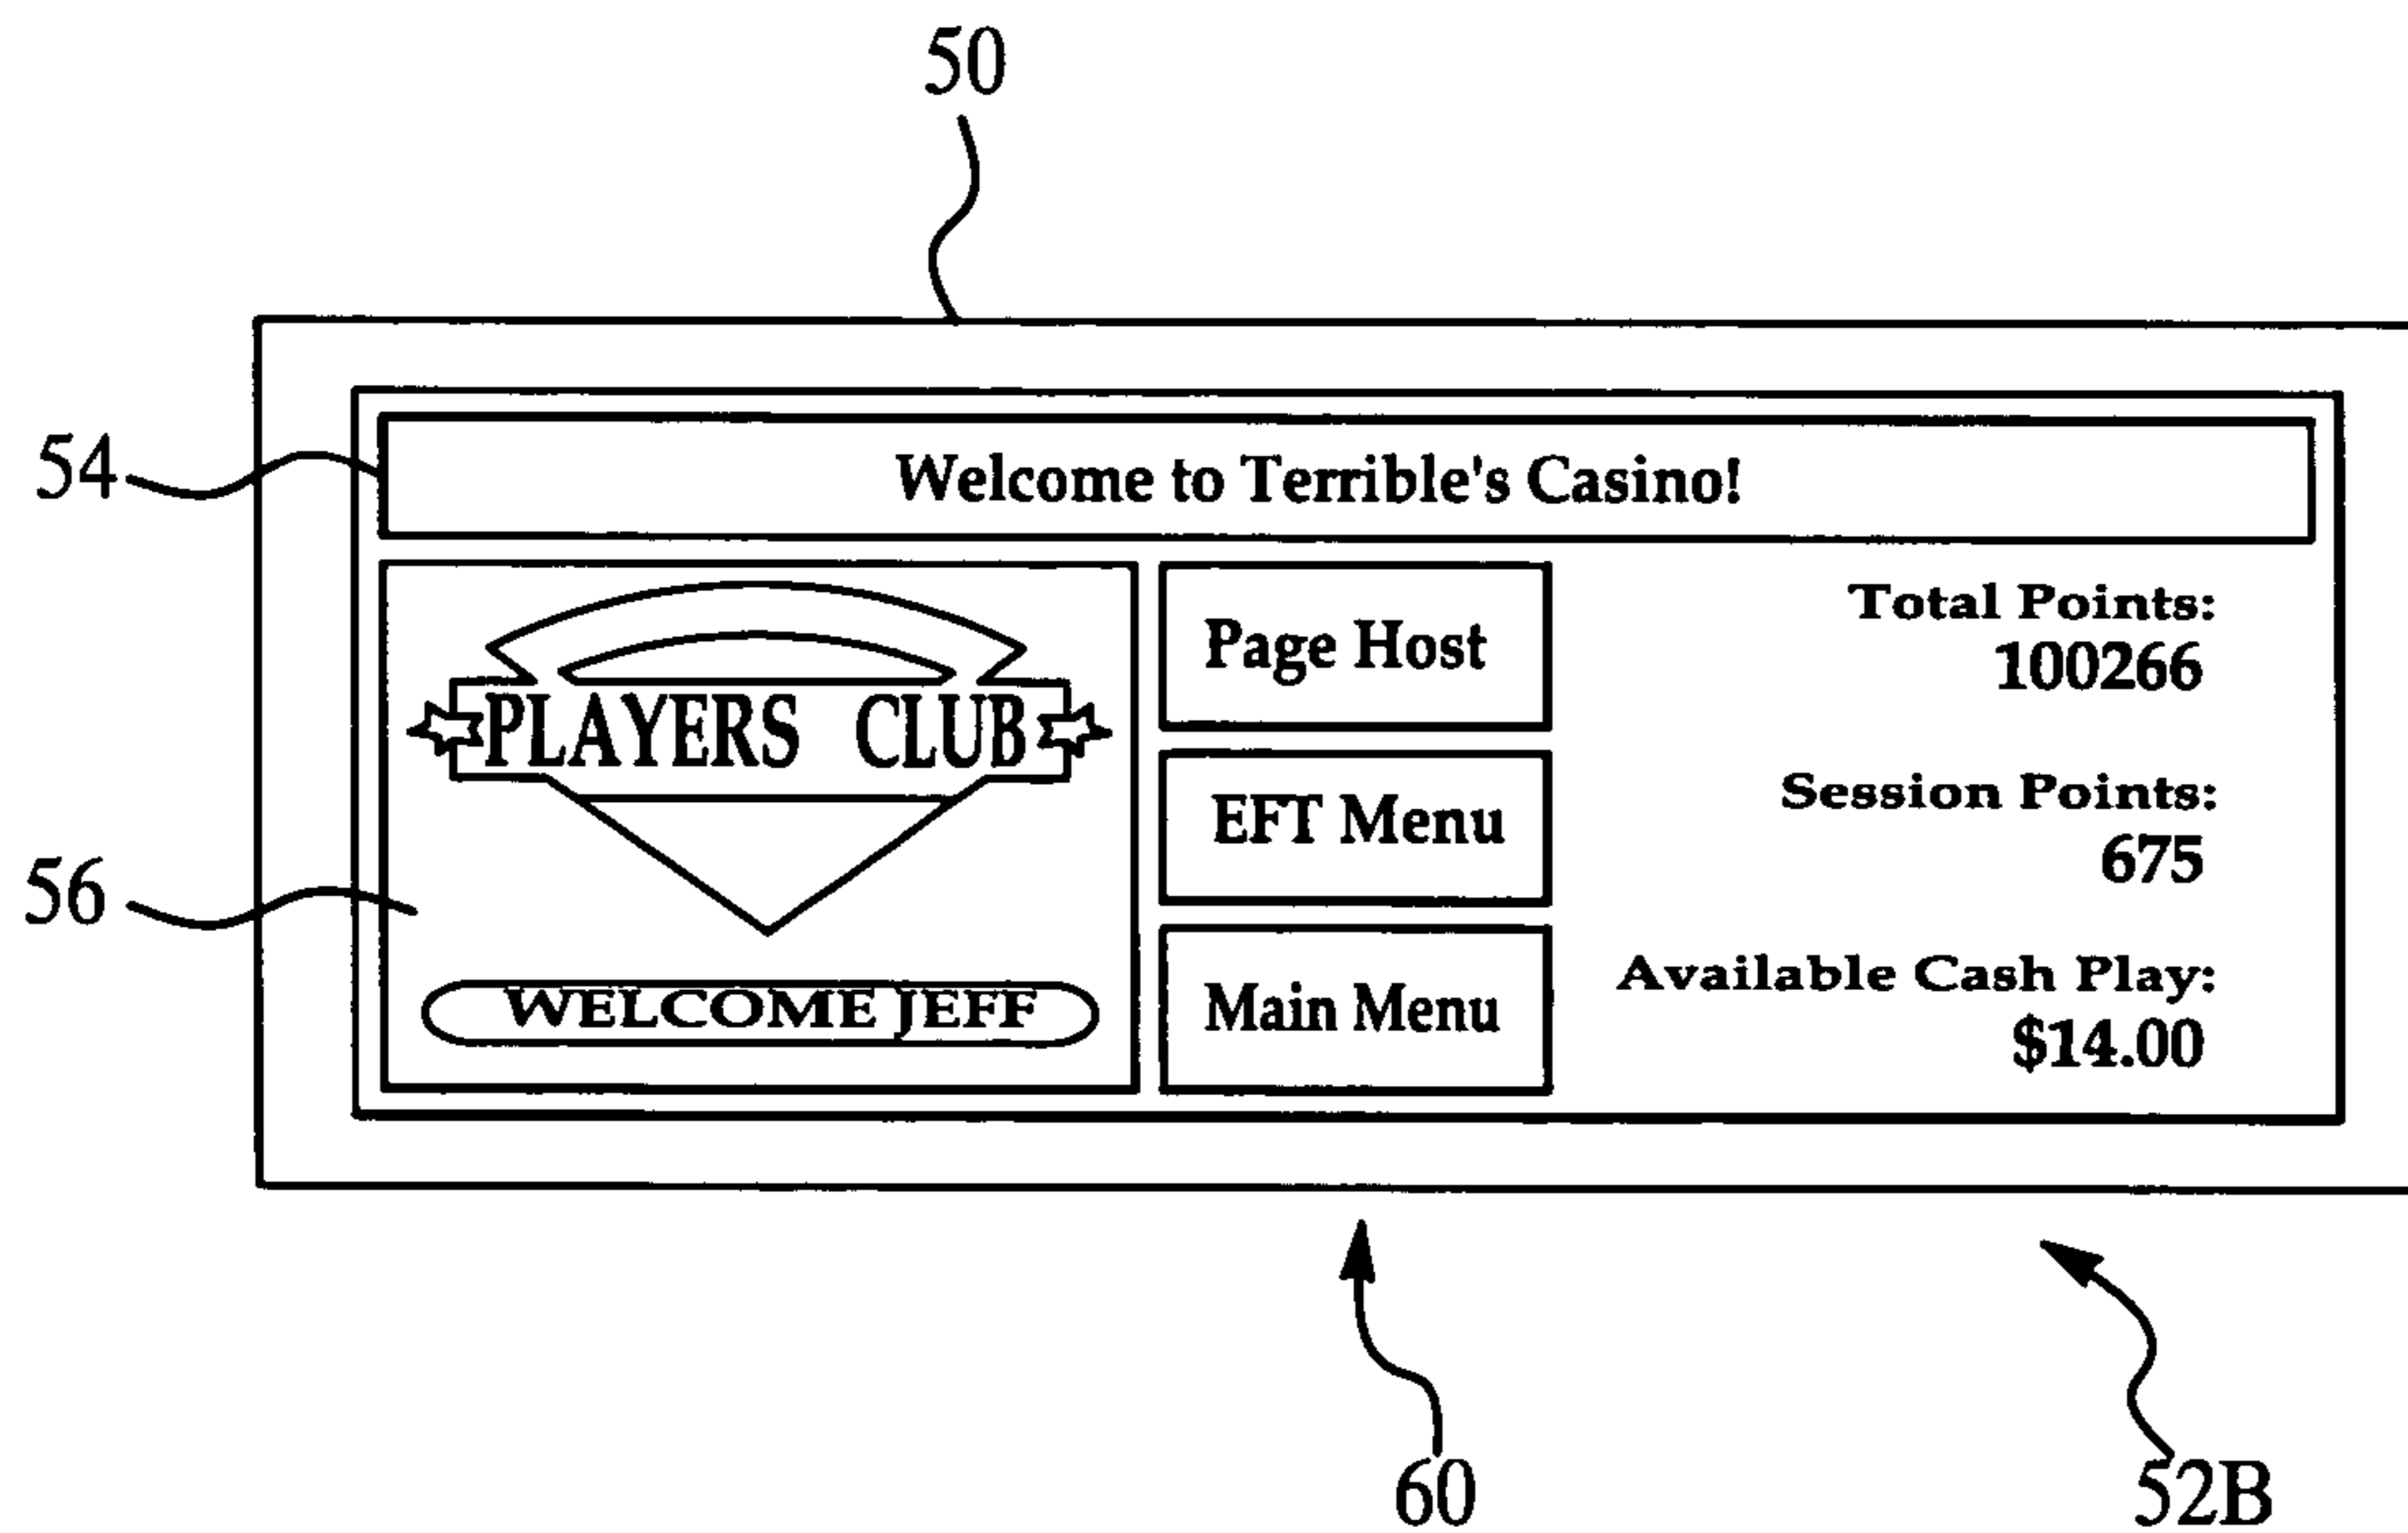 50
54
Welcome to Terrible's Casino!
PLAYERS CLUB
56
WELCOME JEFF
Page Host
EFT Menu
Main Menu
Total Points:
100266
Session Points:
675
Available Cash Play:
$14.00
60
52B